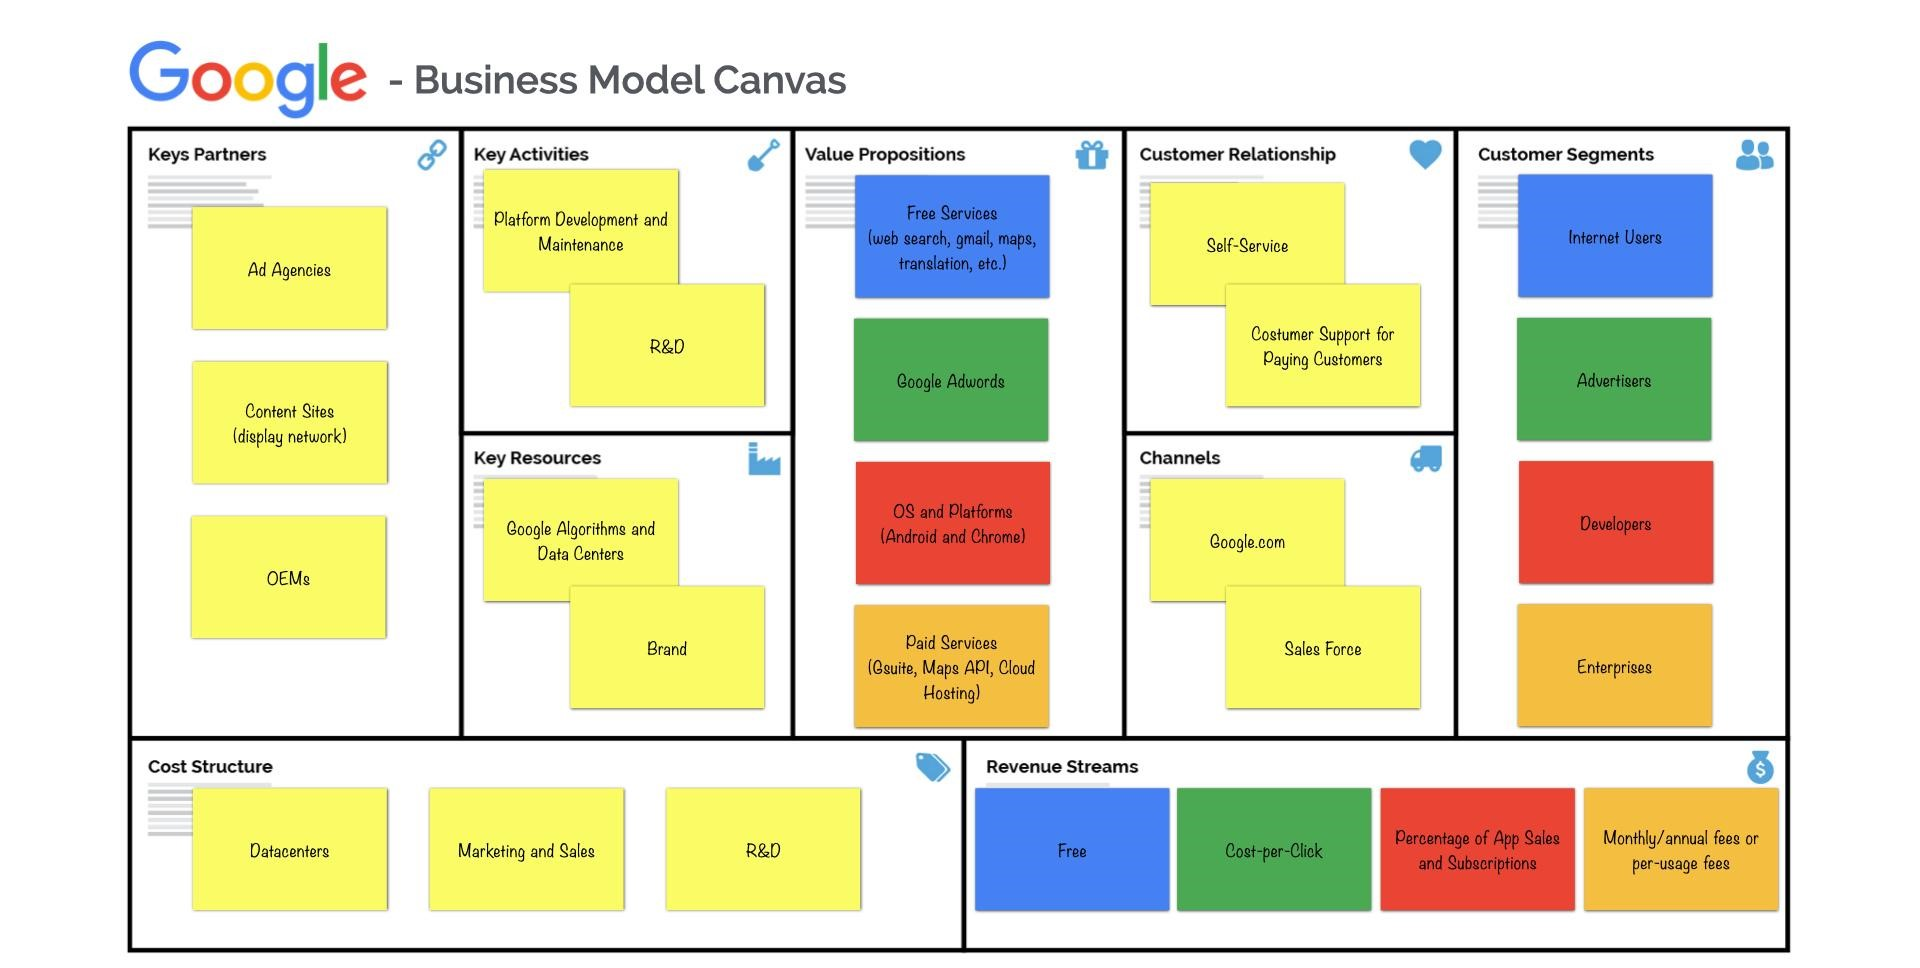 Google - Business Model Canvas
Keys Partners
Ad Agencies
Content Sites
(display network)
OEMs
Key Activities
Platform Development and
Maintenance
R&D
Key Resources
Google Algorithms and
Data Centers
Brand
Value Propositions
Free Services
(web search, gmail, maps,
translation, etc.)
Google Adwords
OS and Platforms
(Android and Chrome)
Paid Services
(Gsuite, Maps API, Cloud
Hosting)
Customer Relationship
Self-Service
Costumer Support for
Paying Customers
Channels
Google.com
Sales Force
Customer Segments
Internet Users
Advertisers
Developers
Enterprises
Cost Structure
Datacenters
Marketing and Sales
R&D
Revenue Streams
$
Free
Cost-per-Click
Percentage of App Sales
and Subscriptions
Monthly/annual fees or
per-usage fees